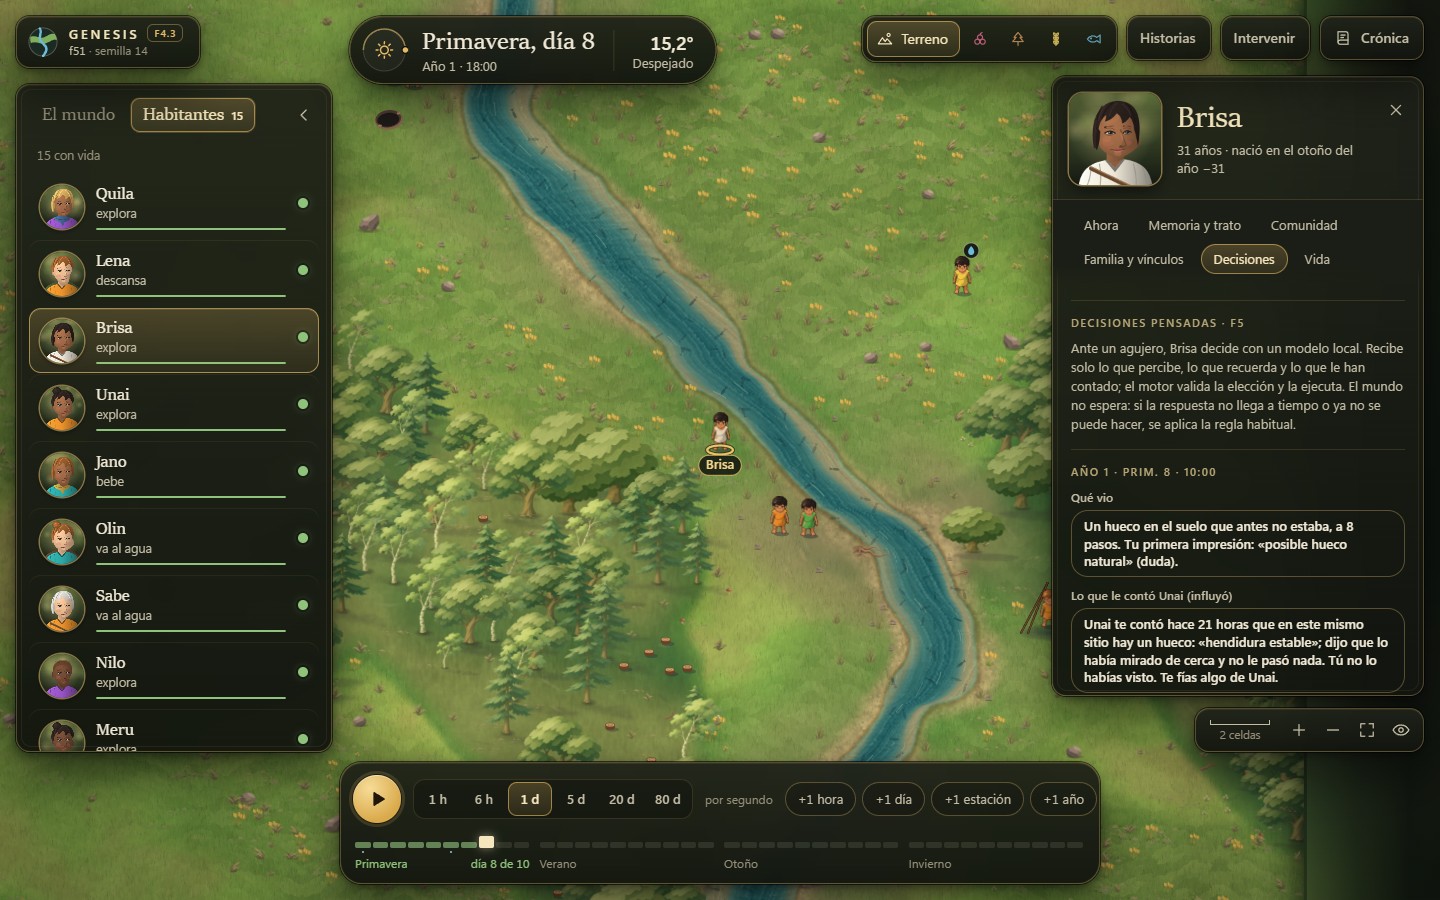 GENESIS F4.3
f51 · semilla 14
Primavera, día 8
Año 1 · 18:00
15,2°
Despejado
Terreno
Historias
Intervenir
Crónica
El mundo
Habitantes 15
15 con vida
Quila
explora
Lena
descansa
Brisa
explora
Unai
explora
Jano
bebe
Olin
va al agua
Sabe
va al agua
Nilo
explora
Meru
explora
Brisa
Brisa
31 años · nació en el otoño del
año −31
Ahora
Memoria y trato
Comunidad
Familia y vínculos
Decisiones
Vida
DECISIONES PENSADAS · F5
Ante un agujero, Brisa decide con un modelo local. Recibe
solo lo que percibe, lo que recuerda y lo que le han
contado; el motor valida la elección y la ejecuta. El mundo
no espera: si la respuesta no llega a tiempo o ya no se
puede hacer, se aplica la regla habitual.
AÑO 1 · PRIM. 8 · 10:00
Qué vio
Un hueco en el suelo que antes no estaba, a 8
pasos. Tu primera impresión: «posible hueco
natural» (duda).
Lo que le contó Unai (influyó)
Unai te contó hace 21 horas que en este mismo
sitio hay un hueco: «hendidura estable»; dijo que lo
había mirado de cerca y no le pasó nada. Tú no lo
habías visto. Te fías algo de Unai.
2 celdas
1 h
6 h
1 d
5 d
20 d
80 d
por segundo
+1 hora
+1 día
+1 estación
+1 año
Primavera
día 8 de 10
Verano
Otoño
Invierno